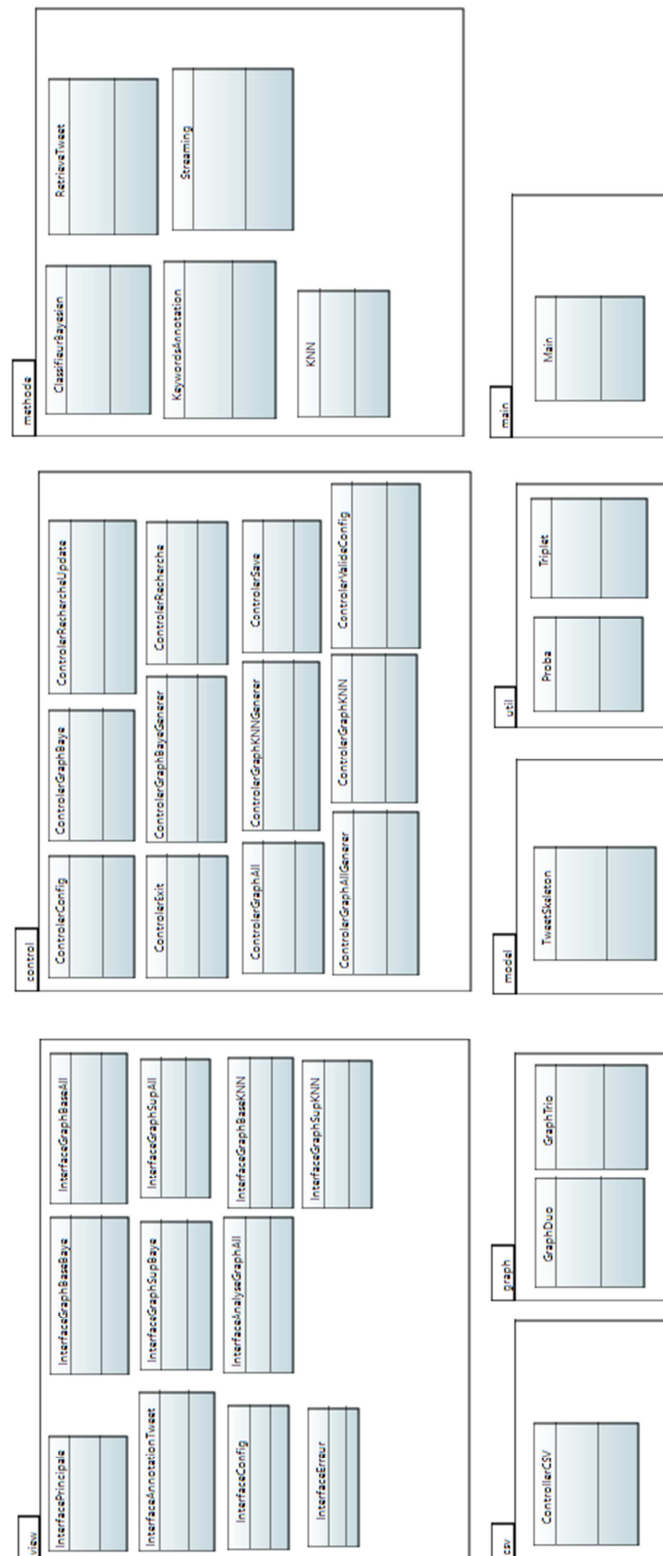 view
InterfacePrincipale
InterfaceGraphBaseBaye
InterfaceGraphBaseAll
InterfaceAnnotationTweet
InterfaceGraphSupBaye
InterfaceGraphSupAll
InterfaceConfig
InterfaceAnalyseGraphAll
InterfaceGraphBaseKNN
InterfaceErreur
InterfaceGraphSupKNN
control
ControlerConfig
ControlerGraphBaye
ControlerRechercheUpdate
ControlerExit
ControlerGraphBayeGenerer
ControlerRecherche
ControlerGraphAll
ControlerGraphKNNGenerer
ControlerSave
ControlerGraphAllGenerer
ControlerGraphKNN
ControlerValideConfig
methode
ClassifieurBayesien
RetrieveTweet
KeywordsAnnotation
Streaming
KNN
csv
ControllerCSV
graph
GraphDuo
GraphTrio
model
TweetSkeleton
util
Proba
Triplet
main
Main